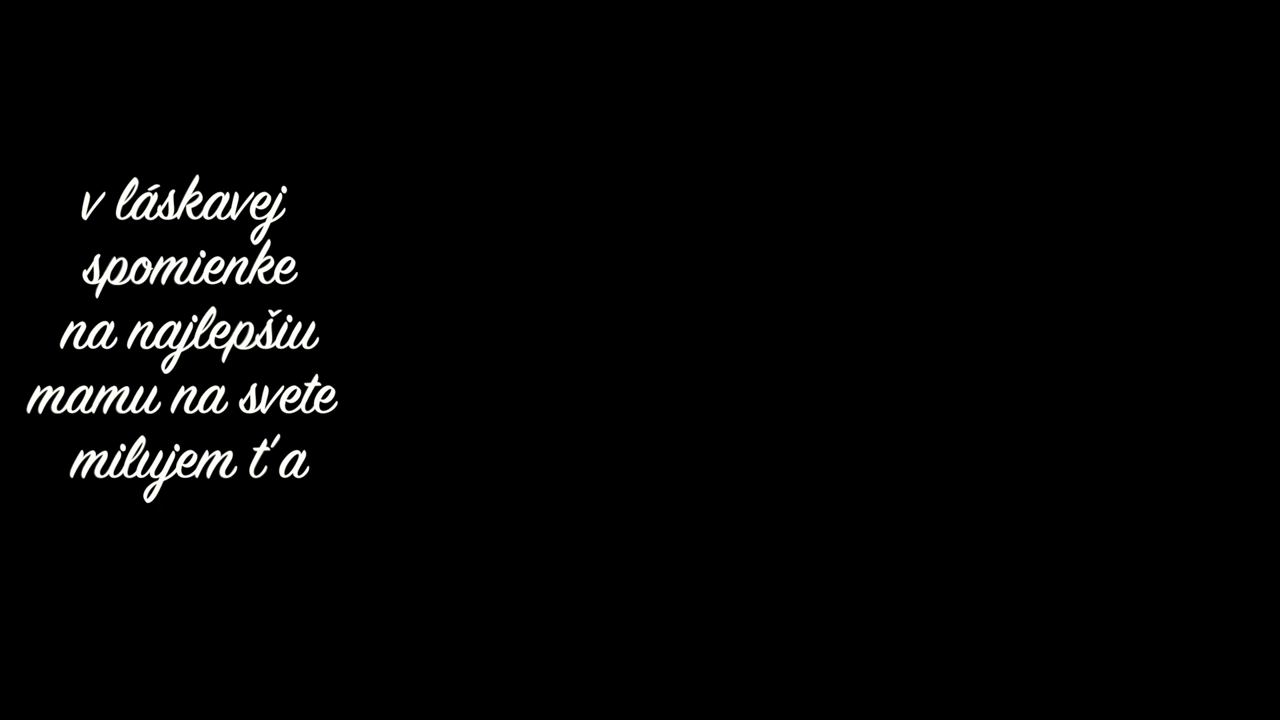 v láskavej
spomienke
na najlepšiu
mamu na svete
milujem ťa